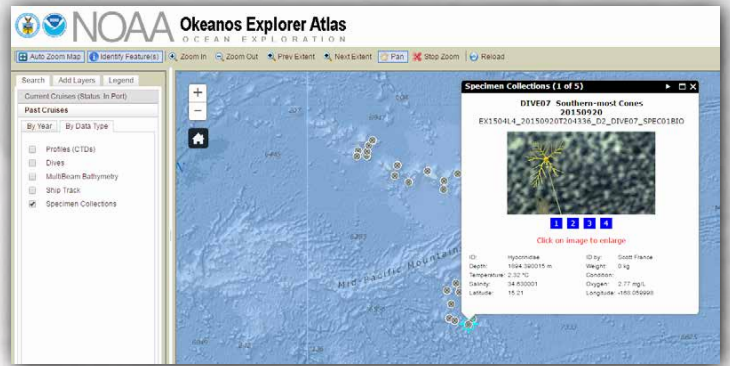 NOAA Okeanos Explorer Atlas
OCEAN EXPLORATION
Auto Zoom Map Identify Feature(s) Zoom In Zoom Out Prev Extent Next Extent Pan Stop Zoom Reload
Search Add Layers Legend
Current Cruises (Status: In Port)
Past Cruises
By Year By Data Type
Profiles (CTDs)
Dives
MultiBeam Bathymetry
Ship Track
Specimen Collections
+
−
Mid-Pacific Mountains
Specimen Collections (1 of 5)
DIVE07 Southern-most Cones
20150920
EX1504L4_20150920T204336_D2_DIVE07_SPEC01BIO
1 2 3 4
Click on image to enlarge
ID: Hyocrinidae ID by: Scott France
Depth: Weight: 0 kg
Temperature: 2.32 °C Condition:
Salinity: 34.630001 Oxygen: 2.77 mg/L
Latitude: 15.21 Longitude: -169.059998